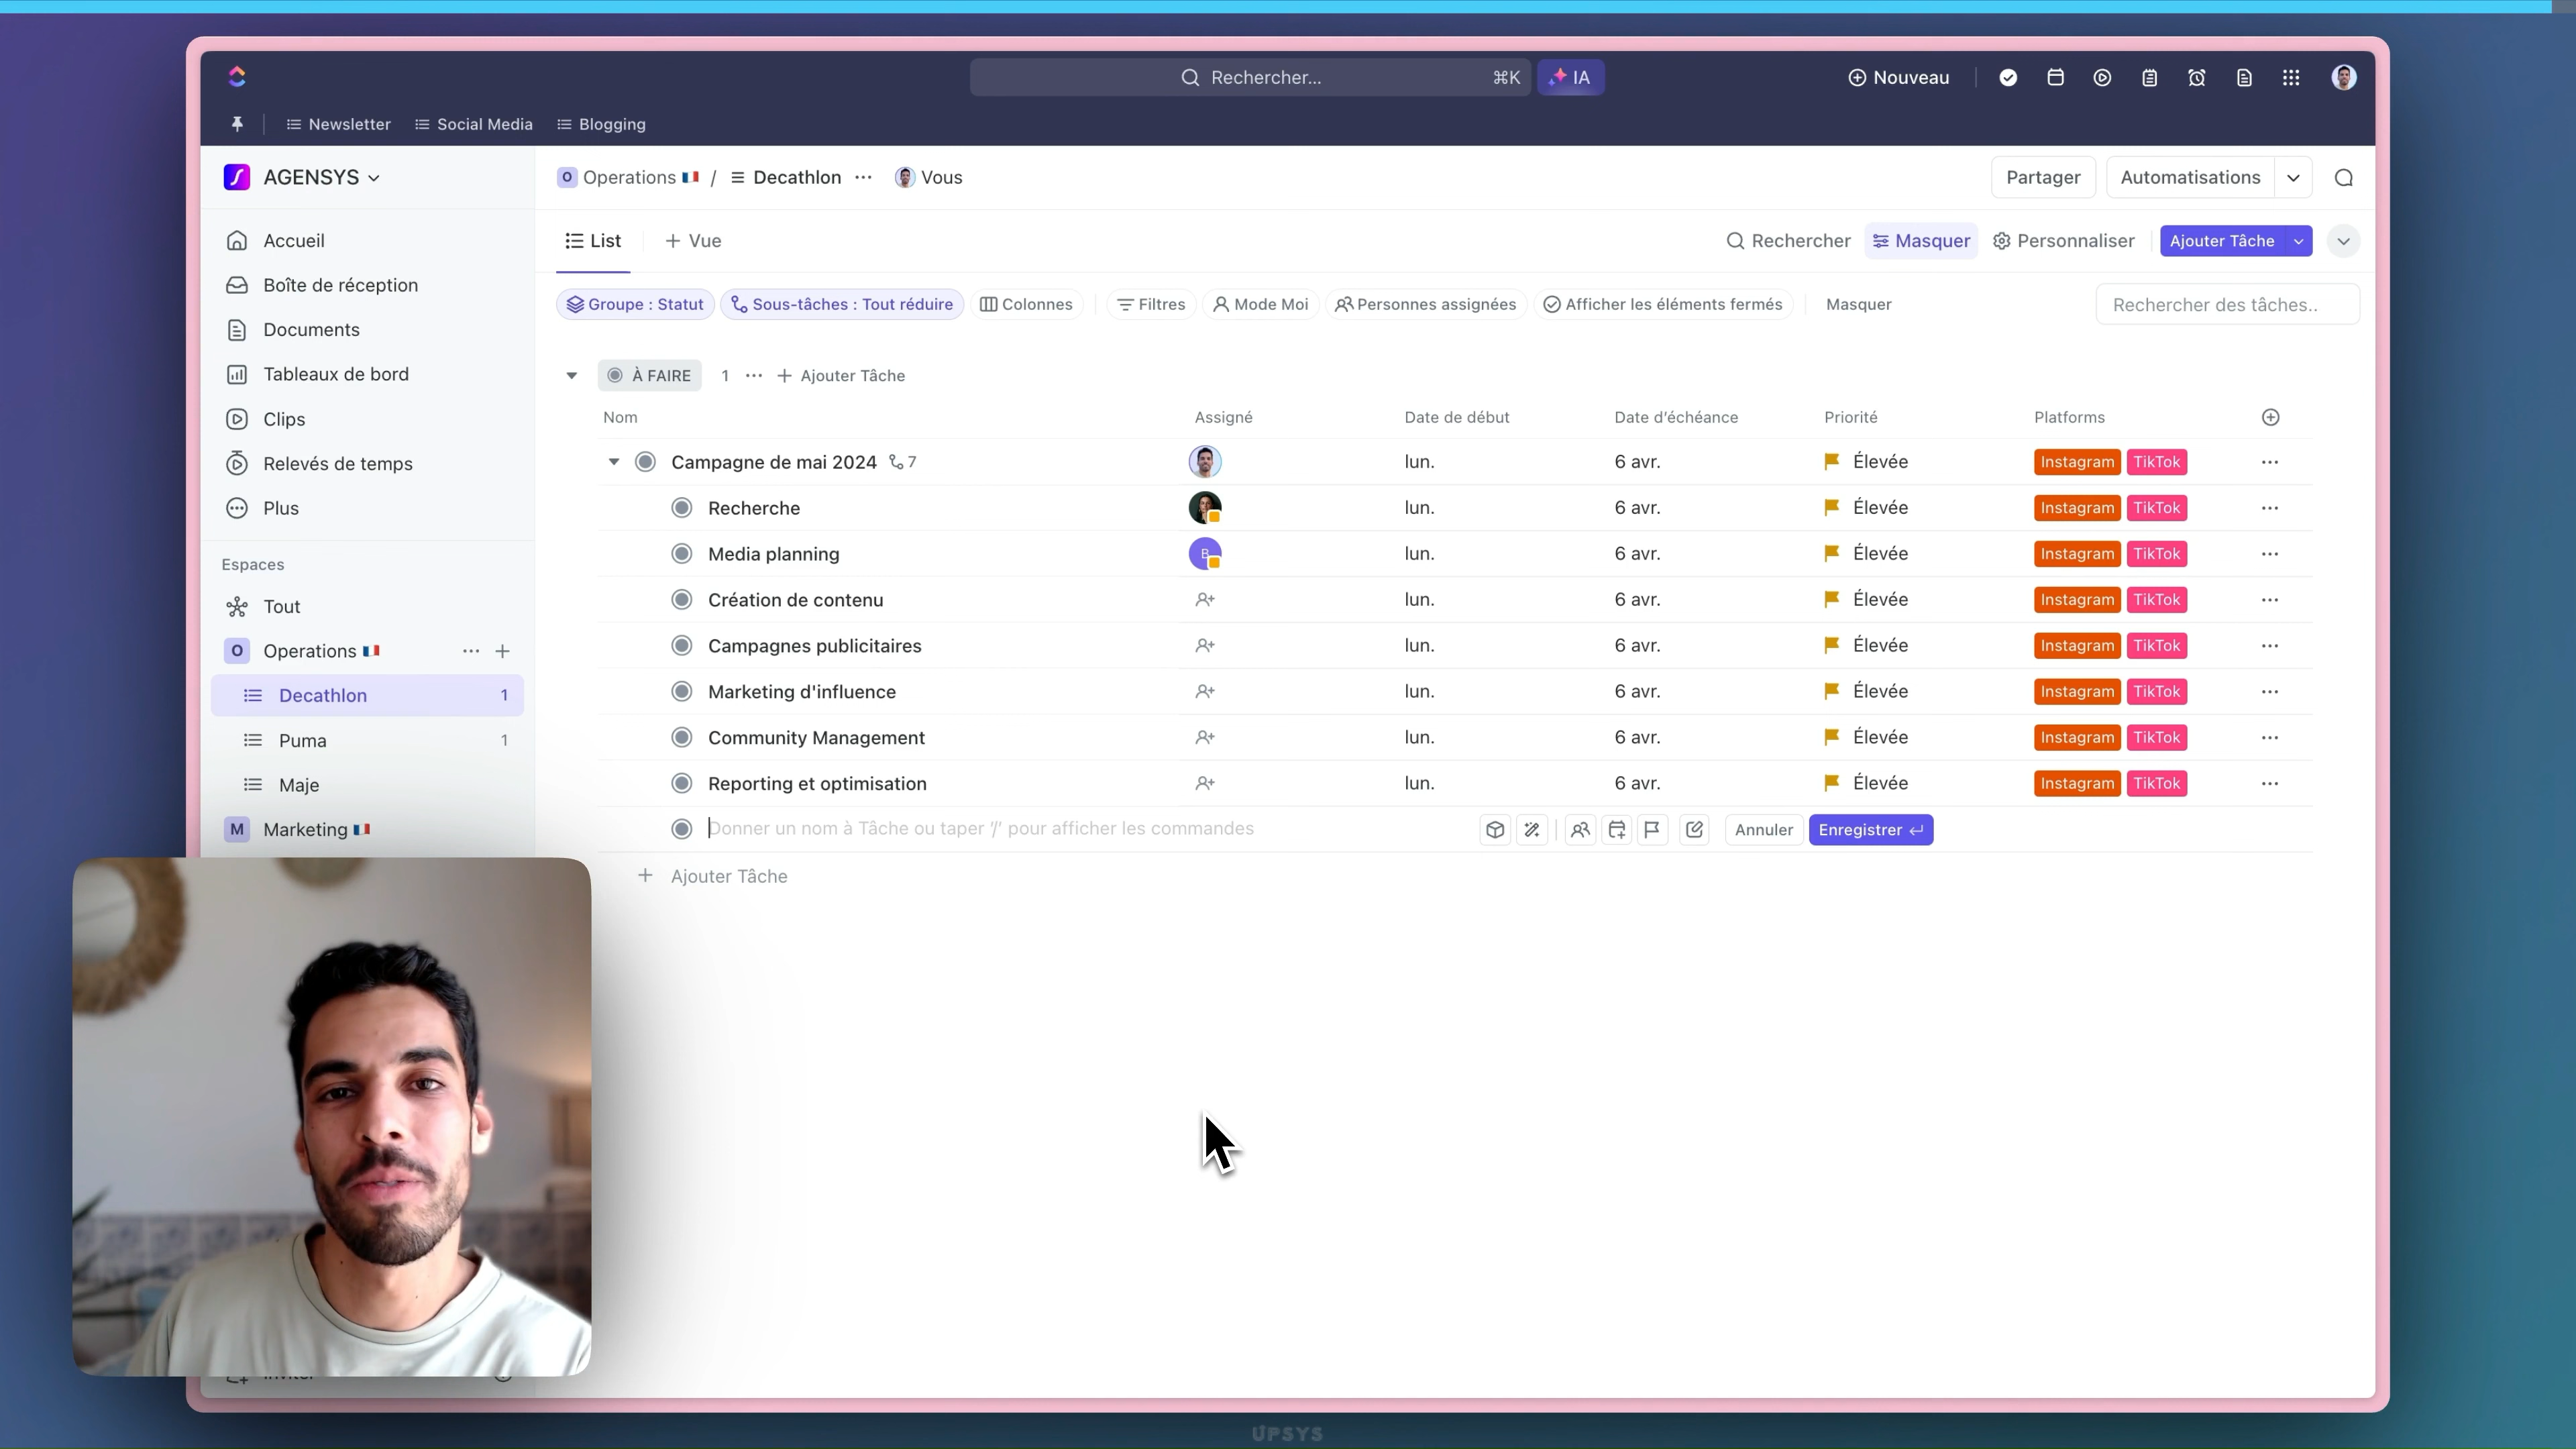 Rechercher... ⌘K IA Nouveau
Newsletter Social Media Blogging
AGENSYS
Accueil
Boîte de réception
Documents
Tableaux de bord
Clips
Relevés de temps
Plus
Espaces
Tout
O Operations
Decathlon 1
Puma 1
Maje
M Marketing
O Operations / Decathlon ... Vous
Partager Automatisations
List + Vue
Rechercher Masquer Personnaliser Ajouter Tâche
Groupe : Statut Sous-tâches : Tout réduire Colonnes Filtres Mode Moi Personnes assignées Afficher les éléments fermés Masquer Rechercher des tâches..
À FAIRE 1 ... + Ajouter Tâche
Nom Assigné Date de début Date d'échéance Priorité Platforms
Campagne de mai 2024 7 lun. 6 avr. Élevée Instagram TikTok
Recherche lun. 6 avr. Élevée Instagram TikTok
Media planning B lun. 6 avr. Élevée Instagram TikTok
Création de contenu lun. 6 avr. Élevée Instagram TikTok
Campagnes publicitaires lun. 6 avr. Élevée Instagram TikTok
Marketing d'influence lun. 6 avr. Élevée Instagram TikTok
Community Management lun. 6 avr. Élevée Instagram TikTok
Reporting et optimisation lun. 6 avr. Élevée Instagram TikTok
Donner un nom à Tâche ou taper '/' pour afficher les commandes Annuler Enregistrer
+ Ajouter Tâche
UPSYS